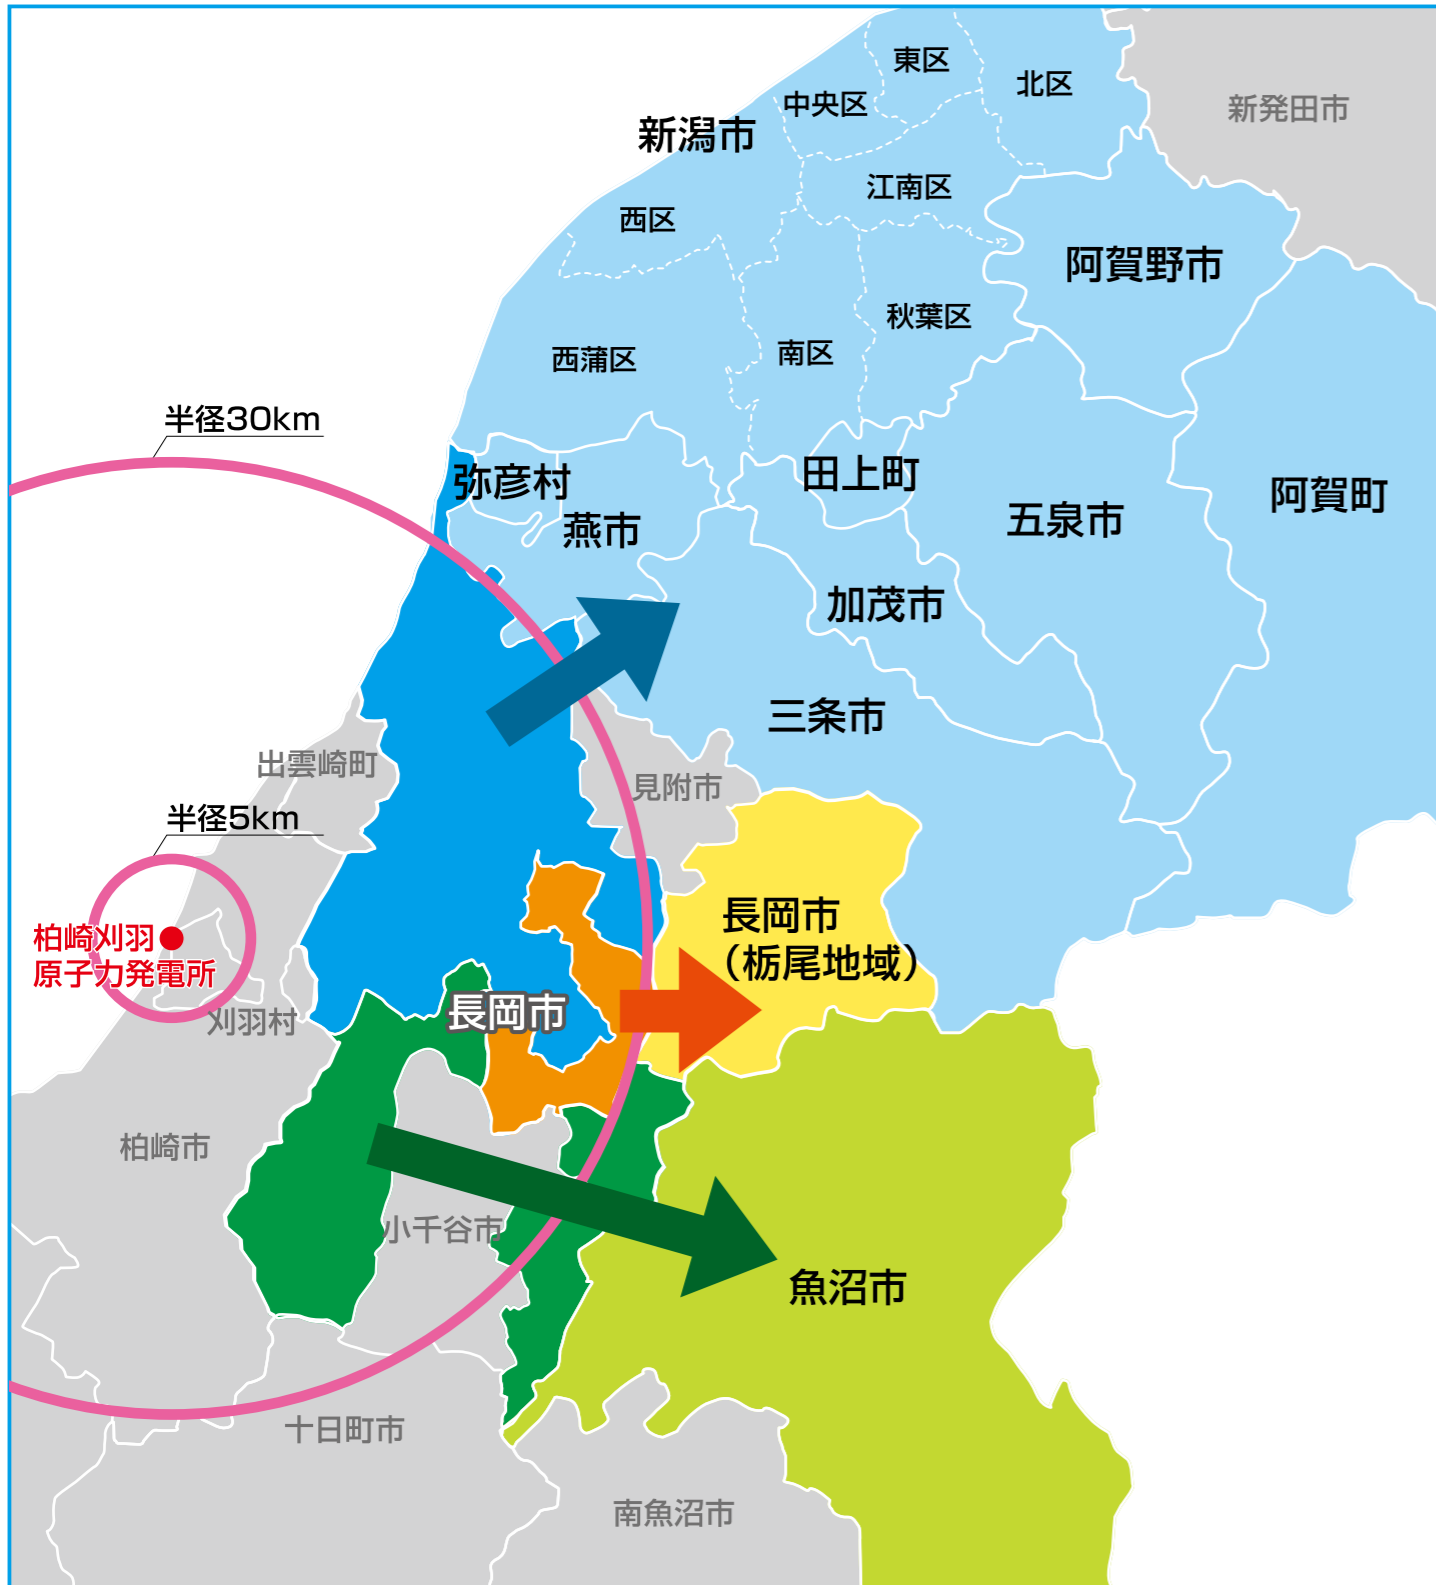 東区
北区
中央区
新発田市
新潟市
江南区
西区
阿賀野市
秋葉区
南区
西蒲区
半径30km
弥彦村
田上町
阿賀町
燕市
五泉市
加茂市
三条市
出雲崎町
見附市
半径5km
長岡市
（栃尾地域）
柏崎刈羽
原子力発電所
刈羽村
長岡市
柏崎市
小千谷市
魚沼市
十日町市
南魚沼市